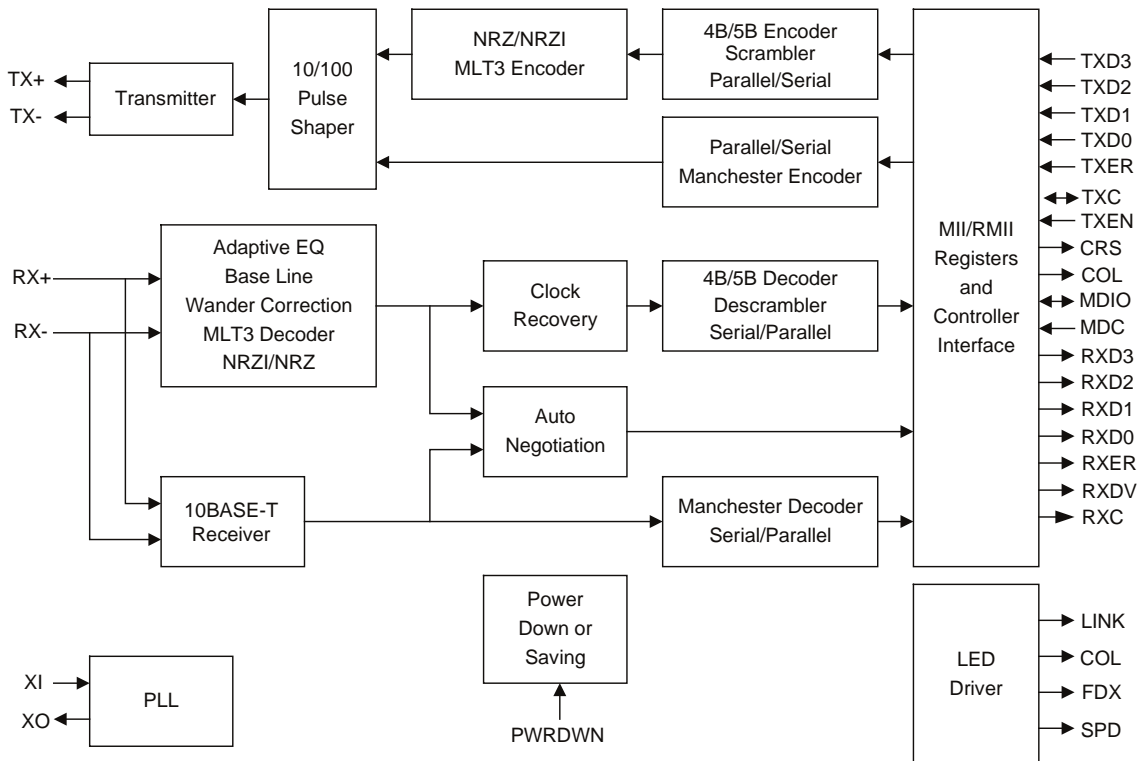 TX+
TX-
Transmitter
10/100
Pulse
Shaper
NRZ/NRZI
MLT3 Encoder
4B/5B Encoder
Scrambler
Parallel/Serial
Parallel/Serial
Manchester Encoder
RX+
RX-
Adaptive EQ
Base Line
Wander Correction
MLT3 Decoder
NRZI/NRZ
Clock
Recovery
4B/5B Decoder
Descrambler
Serial/Parallel
Auto
Negotiation
10BASE-T
Receiver
Manchester Decoder
Serial/Parallel
MII/RMII
Registers
and
Controller
Interface
TXD3
TXD2
TXD1
TXD0
TXER
TXC
TXEN
CRS
COL
MDIO
MDC
RXD3
RXD2
RXD1
RXD0
RXER
RXDV
RXC
Power
Down or
Saving
PWRDWN
XI
XO
PLL
LED
Driver
LINK
COL
FDX
SPD